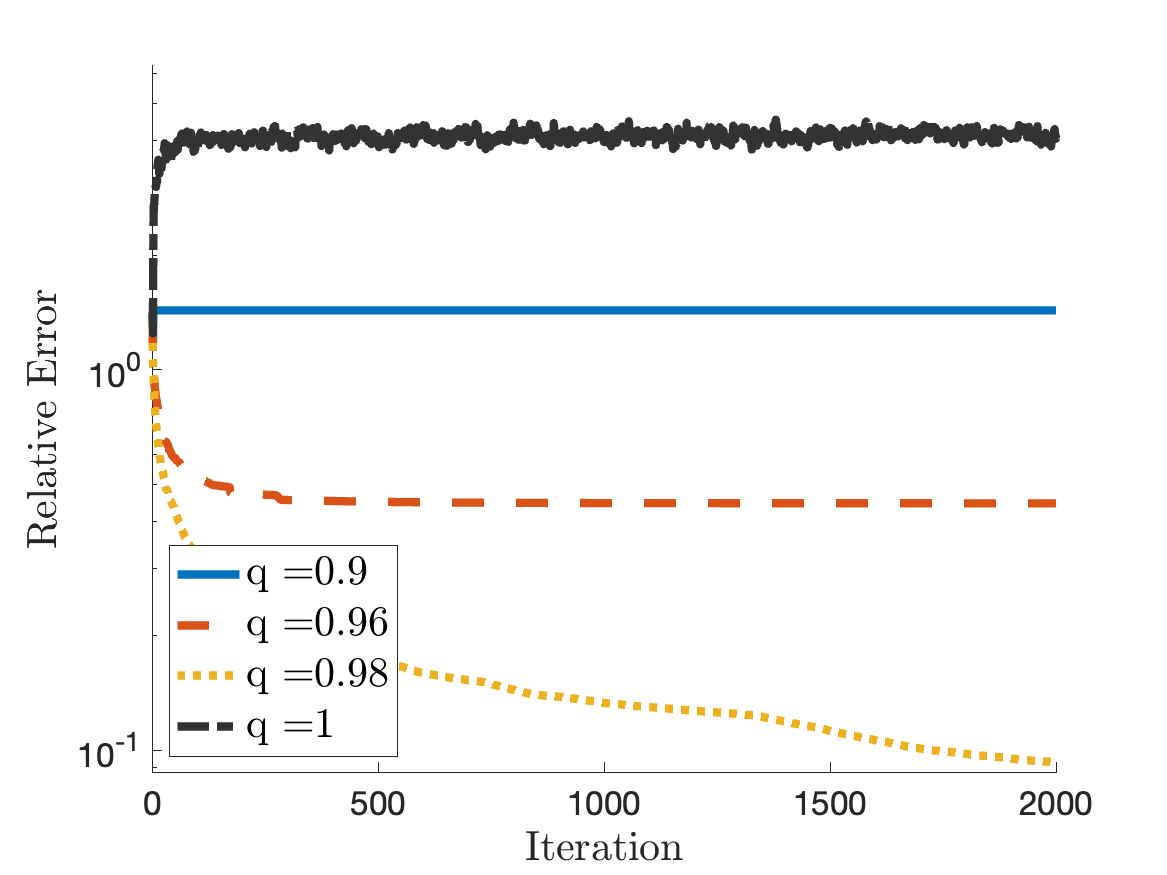 Relative Error
10^0
10^-1
q =0.9
q =0.96
q =0.98
q =1
0 500 1000 1500 2000
Iteration